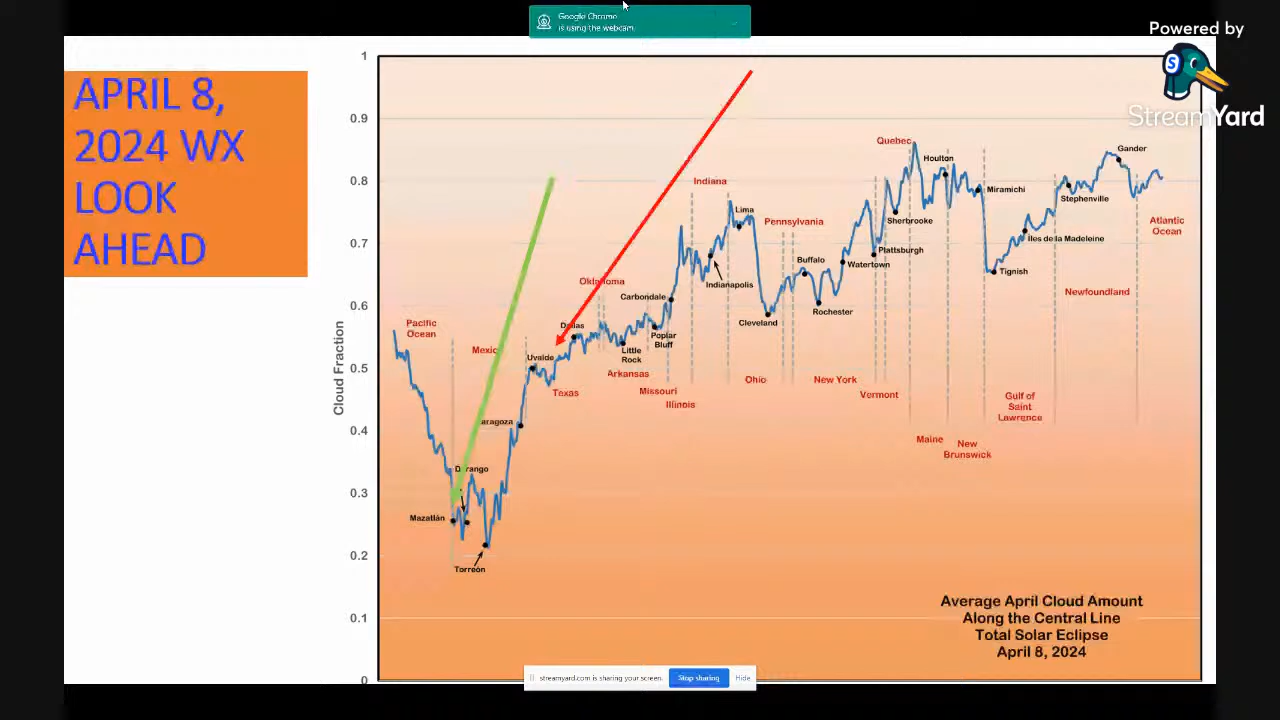 Google Chrome
is using the webcam.
Powered by
StreamYard
APRIL 8,
2024 WX
LOOK
AHEAD
Cloud Fraction
1
0.9
0.8
0.7
0.6
0.5
0.4
0.3
0.2
0.1
0
Pacific
Ocean
Mazatlán
Durango
Torreón
Mexic
aragoza
Uvalde
Texas
Dallas
Oklahoma
Little
Rock
Arkansas
Poplar
Bluff
Missouri
Carbondale
Illinois
Indiana
Indianapolis
Lima
Ohio
Cleveland
Pennsylvania
Buffalo
Rochester
New York
Watertown
Plattsburgh
Vermont
Quebec
Sherbrooke
Houlton
Maine
New
Brunswick
Miramichi
Tignish
Gulf of
Saint
Lawrence
Îles de la Madeleine
Stephenville
Newfoundland
Gander
Atlantic
Ocean
Average April Cloud Amount
Along the Central Line
Total Solar Eclipse
April 8, 2024
streamyard.com is sharing your screen.
Stop sharing
Hide